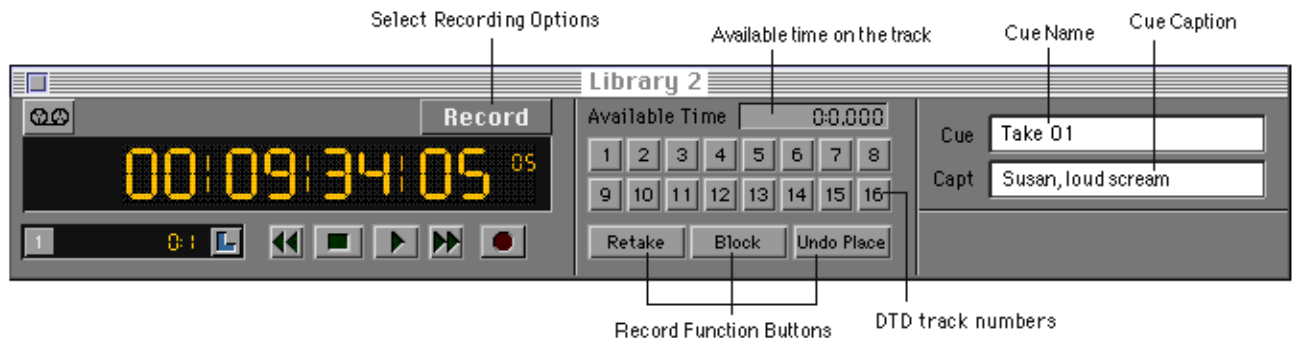 Select Recording Options
Available time on the track
Cue Name
Cue Caption
Library 2
Record
Available Time 0:0.000
00:09:34:05 05
1 2 3 4 5 6 7 8
9 10 11 12 13 14 15 16
Cue Take 01
Capt Susan, loud scream
1 0:1 L
Retake Block Undo Place
Record Function Buttons
DTD track numbers